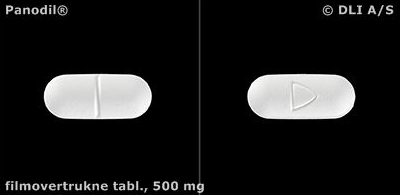 Panodil®
© DLI A/S
filmovertrukne tabl., 500 mg